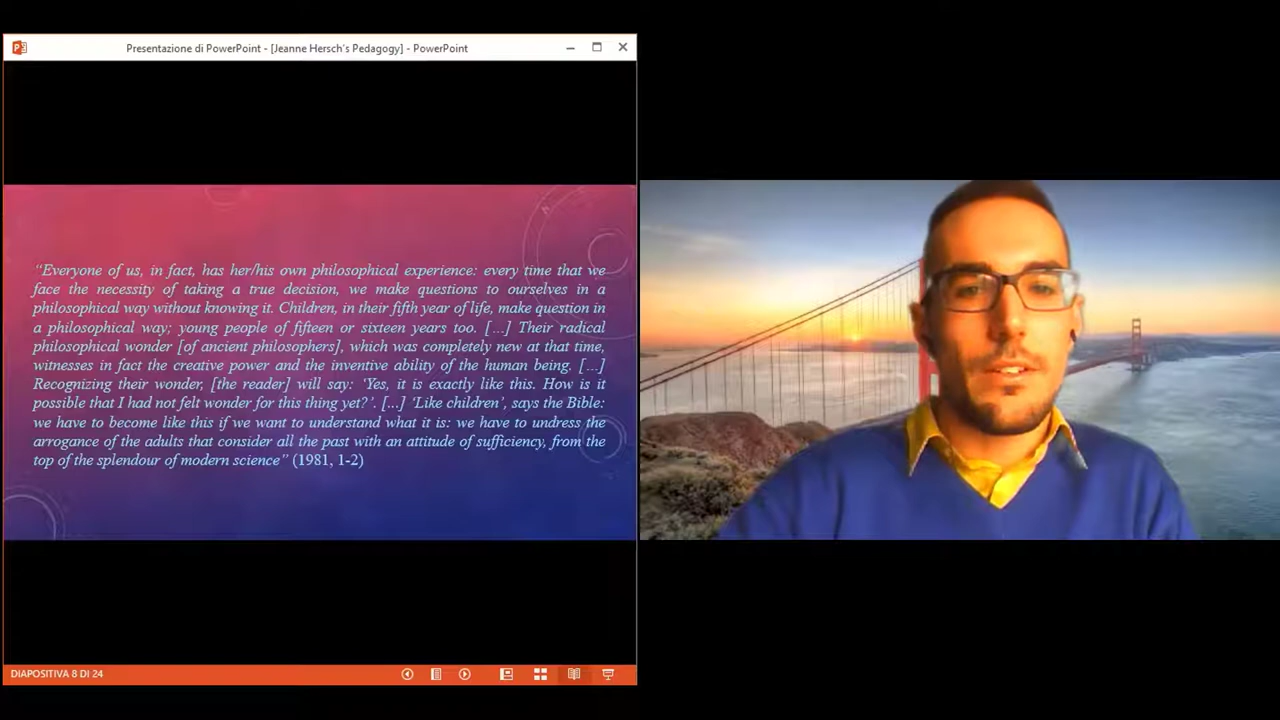 Presentazione di PowerPoint - [Jeanne Hersch's Pedagogy] - PowerPoint
“Everyone of us, in fact, has her/his own philosophical experience: every time that we
face the necessity of taking a true decision, we make questions to ourselves in a
philosophical way without knowing it. Children, in their fifth year of life, make question in
a philosophical way; young people of fifteen or sixteen years too. […] Their radical
philosophical wonder [of ancient philosophers], which was completely new at that time,
witnesses in fact the creative power and the inventive ability of the human being. […]
Recognizing their wonder, [the reader] will say: ‘Yes, it is exactly like this. How is it
possible that I had not felt wonder for this thing yet?’. […] ‘Like children’, says the Bible:
we have to become like this if we want to understand what it is: we have to undress the
arrogance of the adults that consider all the past with an attitude of sufficiency, from the
top of the splendour of modern science” (1981, 1-2)
DIAPOSITIVA 8 DI 24